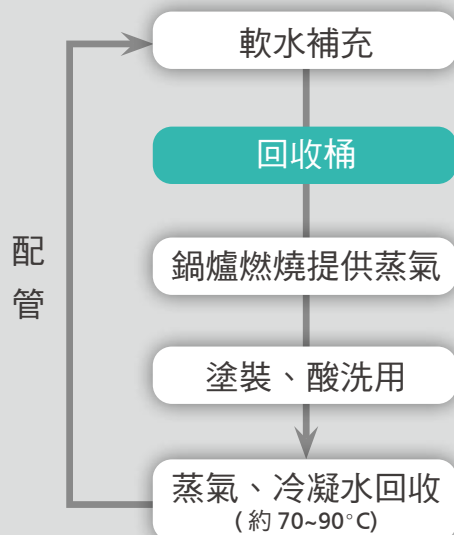 軟水補充
回收桶
配管
鍋爐燃燒提供蒸氣
塗裝、酸洗用
蒸氣、冷凝水回收
(約 70~90°C)